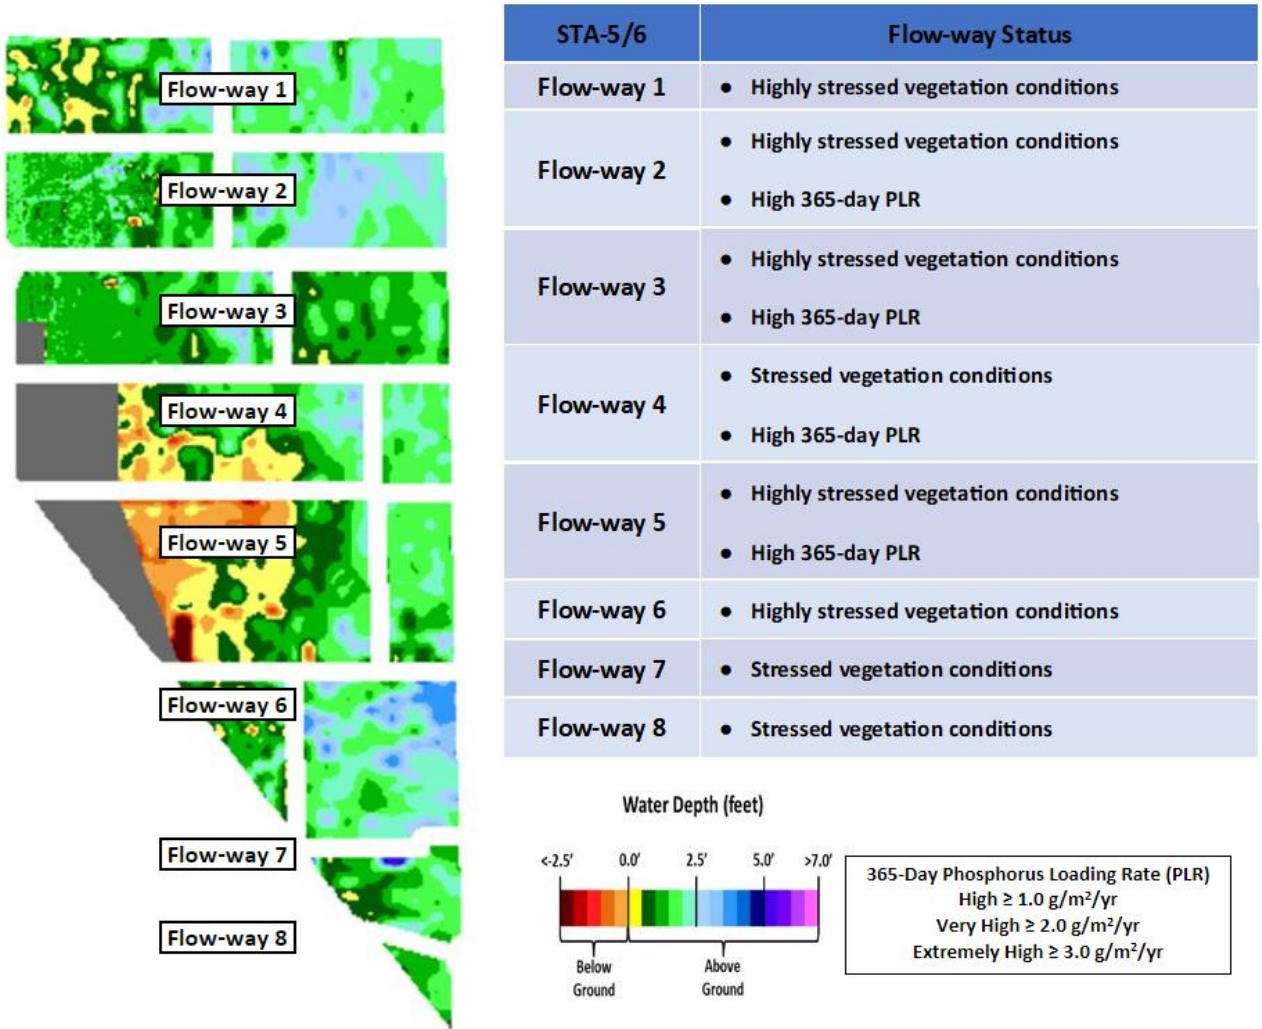 Flow-way 1
Flow-way 2
Flow-way 3
Flow-way 4
Flow-way 5
Flow-way 6
Flow-way 7
Flow-way 8
STA-5/6 Flow-way Status
Flow-way 1 ● Highly stressed vegetation conditions
Flow-way 2 ● Highly stressed vegetation conditions
● High 365-day PLR
Flow-way 3 ● Highly stressed vegetation conditions
● High 365-day PLR
Flow-way 4 ● Stressed vegetation conditions
● High 365-day PLR
Flow-way 5 ● Highly stressed vegetation conditions
● High 365-day PLR
Flow-way 6 ● Highly stressed vegetation conditions
Flow-way 7 ● Stressed vegetation conditions
Flow-way 8 ● Stressed vegetation conditions
Water Depth (feet)
<-2.5' 0.0' 2.5' 5.0' >7.0'
Below Above
Ground Ground
365-Day Phosphorus Loading Rate (PLR)
High ≥ 1.0 g/m²/yr
Very High ≥ 2.0 g/m²/yr
Extremely High ≥ 3.0 g/m²/yr